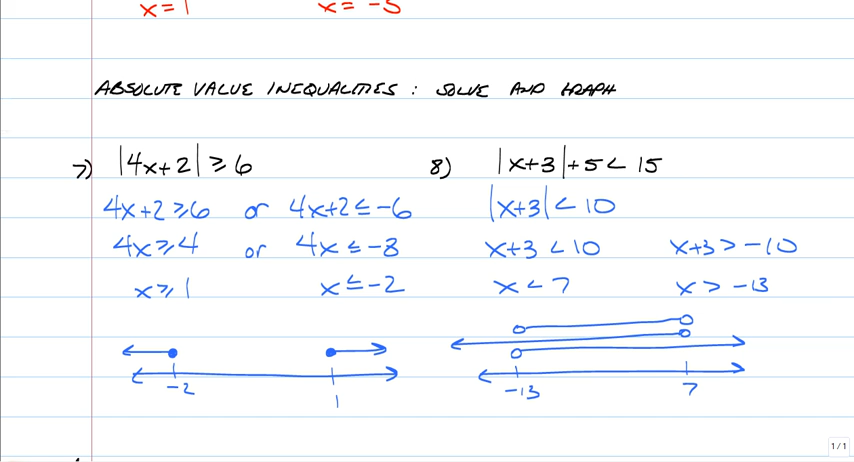 x = 1 x = -5
ABSOLUTE VALUE INEQUALITIES : SOLVE AND GRAPH
7) |4x+2| ≥ 6 8) |x+3|+5 < 15
4x+2 ≥ 6 or 4x+2 ≤ -6 |x+3| < 10
4x ≥ 4 or 4x ≤ -8 x+3 < 10 x+3 > -10
x ≥ 1 x ≤ -2 x < 7 x > -13
-2 1 -13 7
1 / 1